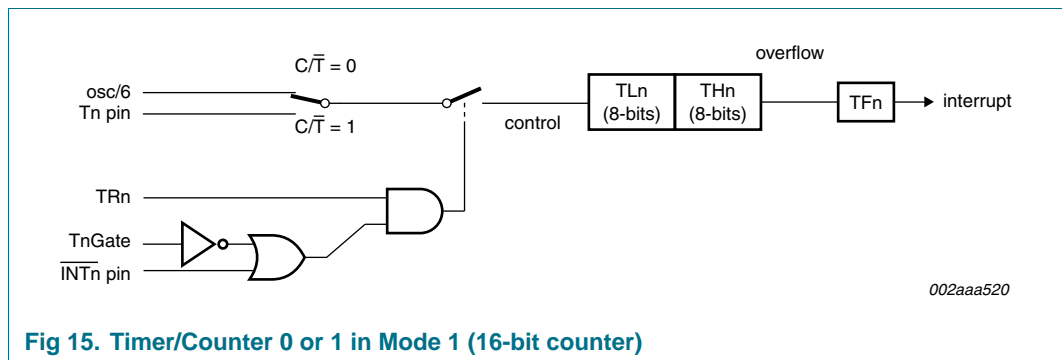 overflow
C/T̅ = 0
osc/6
Tn pin
C/T̅ = 1
control
TLn
(8-bits)
THn
(8-bits)
TFn
interrupt
TRn
TnGate
I̅N̅T̅n pin
002aaa520
Fig 15. Timer/Counter 0 or 1 in Mode 1 (16-bit counter)